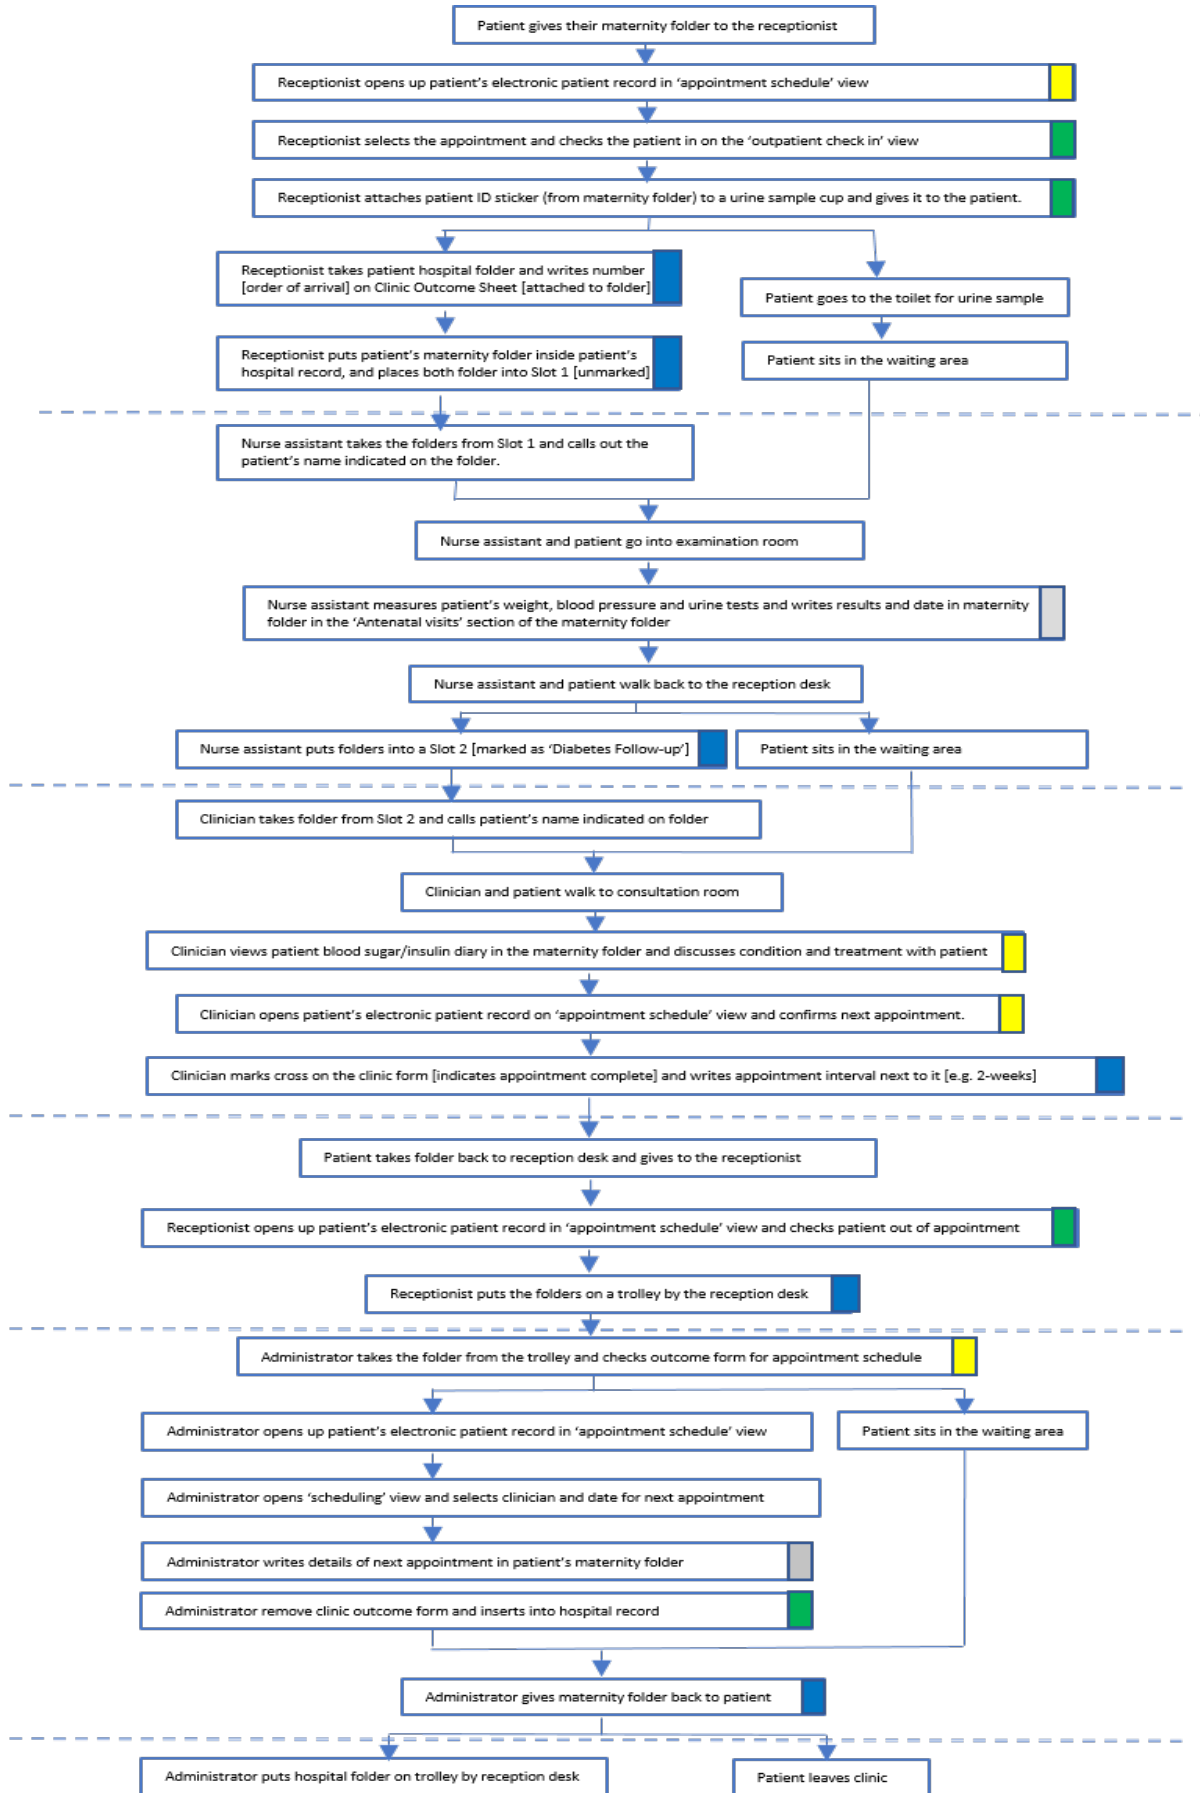 Patient gives their maternity folder to the receptionist
Receptionist opens up patient's electronic patient record in 'appointment schedule' view
Receptionist selects the appointment and checks the patient in on the 'outpatient check in' view
Receptionist attaches patient ID sticker (from maternity folder) to a urine sample cup and gives it to the patient.
Receptionist takes patient hospital folder and writes number
[order of arrival] on Clinic Outcome Sheet [attached to folder]
Patient goes to the toilet for urine sample
Receptionist puts patient's maternity folder inside patient's
hospital record, and places both folder into Slot 1 [unmarked]
Patient sits in the waiting area
Nurse assistant takes the folders from Slot 1 and calls out the
patient's name indicated on the folder.
Nurse assistant and patient go into examination room
Nurse assistant measures patient's weight, blood pressure and urine tests and writes results and date in maternity
folder in the 'Antenatal visits' section of the maternity folder
Nurse assistant and patient walk back to the reception desk
Nurse assistant puts folders into a Slot 2 [marked as 'Diabetes Follow-up']
Patient sits in the waiting area
Clinician takes folder from Slot 2 and calls patient's name indicated on folder
Clinician and patient walk to consultation room
Clinician views patient blood sugar/insulin diary in the maternity folder and discusses condition and treatment with patient
Clinician opens patient's electronic patient record on 'appointment schedule' view and confirms next appointment.
Clinician marks cross on the clinic form [indicates appointment complete] and writes appointment interval next to it [e.g. 2-weeks]
Patient takes folder back to reception desk and gives to the receptionist
Receptionist opens up patient's electronic patient record in 'appointment schedule' view and checks patient out of appointment
Receptionist puts the folders on a trolley by the reception desk
Administrator takes the folder from the trolley and checks outcome form for appointment schedule
Administrator opens up patient's electronic patient record in 'appointment schedule' view
Patient sits in the waiting area
Administrator opens 'scheduling' view and selects clinician and date for next appointment
Administrator writes details of next appointment in patient's maternity folder
Administrator remove clinic outcome form and inserts into hospital record
Administrator gives maternity folder back to patient
Administrator puts hospital folder on trolley by reception desk
Patient leaves clinic